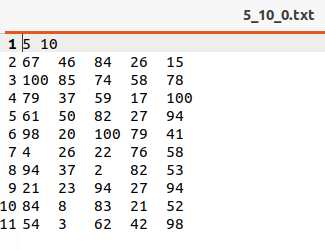 5_10_0.txt
1 5 10
2 67 46 84 26 15
3 100 85 74 58 78
4 79 37 59 17 100
5 61 50 82 27 94
6 98 20 100 79 41
7 4 26 22 76 58
8 94 37 2 82 53
9 21 23 94 27 94
10 84 8 83 21 52
11 54 3 62 42 98